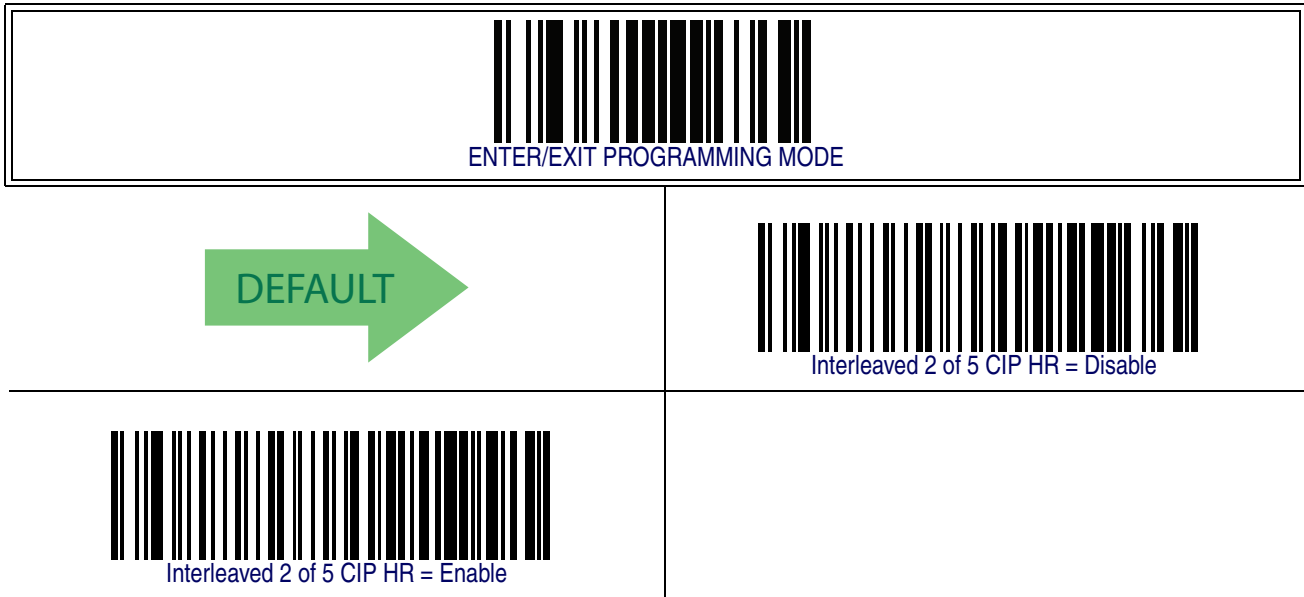 ENTER/EXIT PROGRAMMING MODE
DEFAULT
Interleaved 2 of 5 CIP HR = Disable
Interleaved 2 of 5 CIP HR = Enable